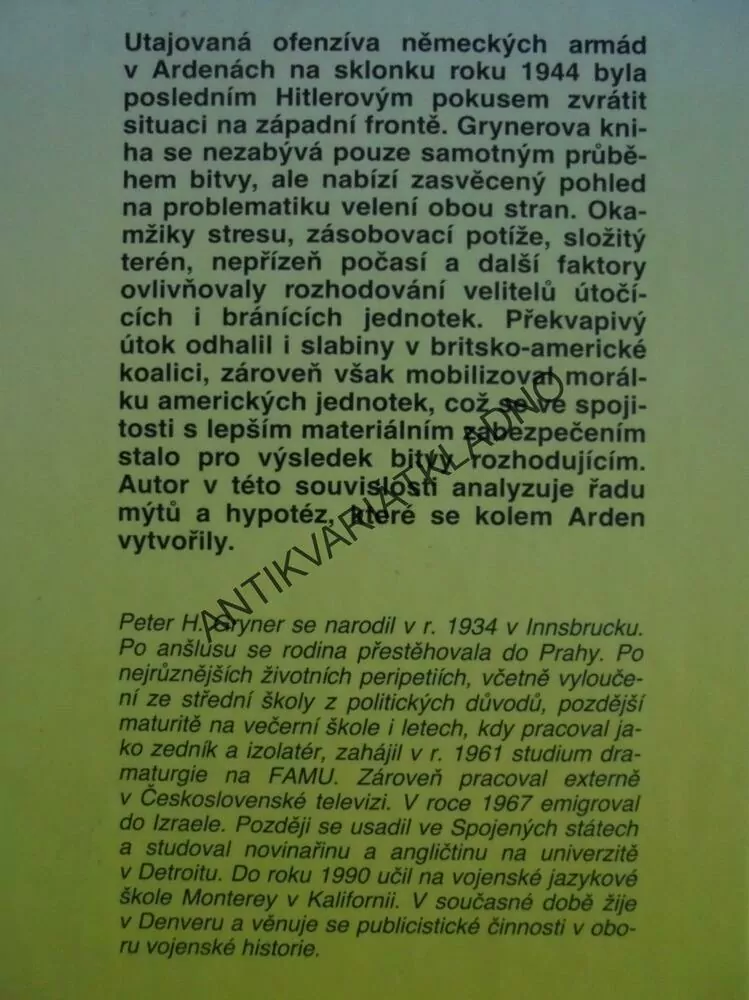 Utajovaná ofenzíva německých armád
v Ardenách na sklonku roku 1944 byla
posledním Hitlerovým pokusem zvrátit
situaci na západní frontě. Grynerova kni-
ha se nezabývá pouze samotným průbě-
hem bitvy, ale nabízí zasvěcený pohled
na problematiku velení obou stran. Oka-
mžiky stresu, zásobovací potíže, složitý
terén, nepřízeň počasí a další faktory
ovlivňovaly rozhodování velitelů útočí-
cích i bránících jednotek. Překvapivý
útok odhalil i slabiny v britsko-americké
koalici, zároveň však mobilizoval morál-
ku amerických jednotek, což se ve spoji-
tosti s lepším materiálním zabezpečením
stalo pro výsledek bitvy rozhodujícím.
Autor v této souvislosti analyzuje řadu
mýtů a hypotéz, které se kolem Arden
vytvořily.
ANTIKVARIATKLADNO
Peter H. Gryner se narodil v r. 1934 v Innsbrucku.
Po anšlusu se rodina přestěhovala do Prahy. Po
nejrůznějších životních peripetiích, včetně vylouče-
ní ze střední školy z politických důvodů, pozdější
maturitě na večerní škole i letech, kdy pracoval ja-
ko zedník a izolatér, zahájil v r. 1961 studium dra-
maturgie na FAMU. Zároveň pracoval externě
v Československé televizi. V roce 1967 emigroval
do Izraele. Později se usadil ve Spojených státech
a studoval novinařinu a angličtinu na univerzitě
v Detroitu. Do roku 1990 učil na vojenské jazykové
škole Monterey v Kalifornii. V současné době žije
v Denveru a věnuje se publicistické činnosti v obo-
ru vojenské historie.